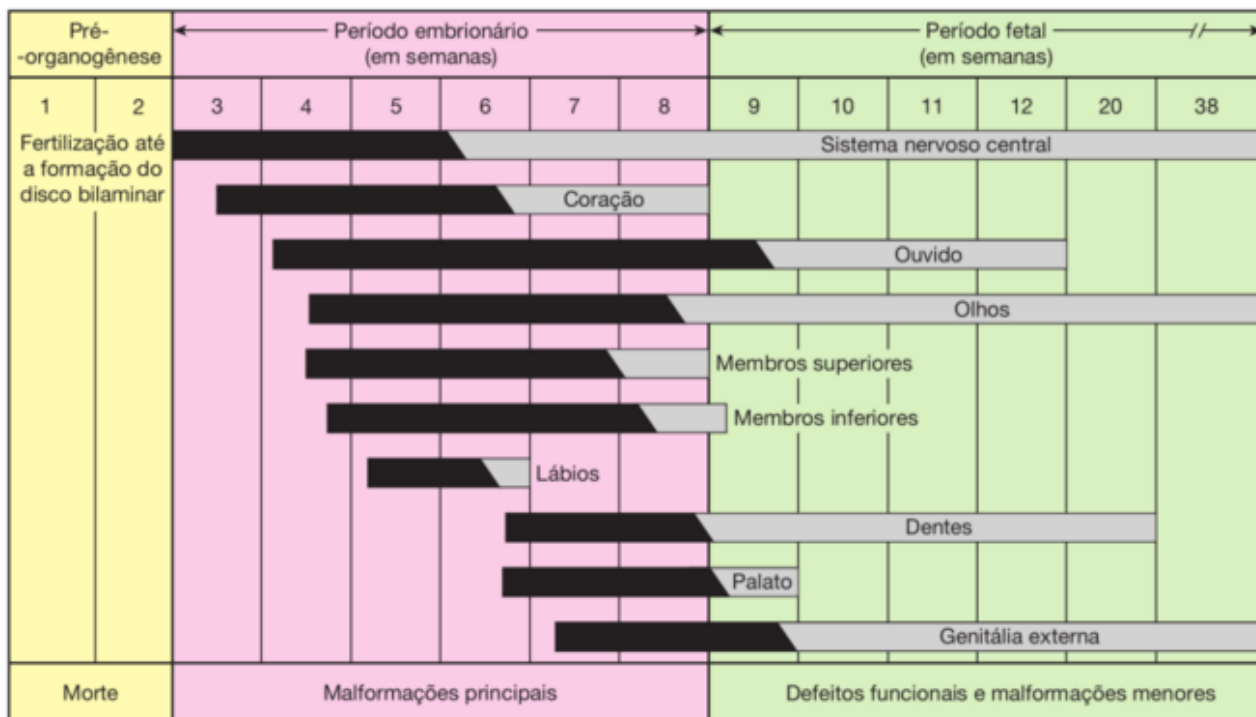 Pré-
-organogênese
Período embrionário
(em semanas)
Período fetal
(em semanas)
1 2 3 4 5 6 7 8 9 10 11 12 20 38
Fertilização até
a formação do
disco bilaminar
Sistema nervoso central
Coração
Ouvido
Olhos
Membros superiores
Membros inferiores
Lábios
Dentes
Palato
Genitália externa
Morte
Malformações principais
Defeitos funcionais e malformações menores